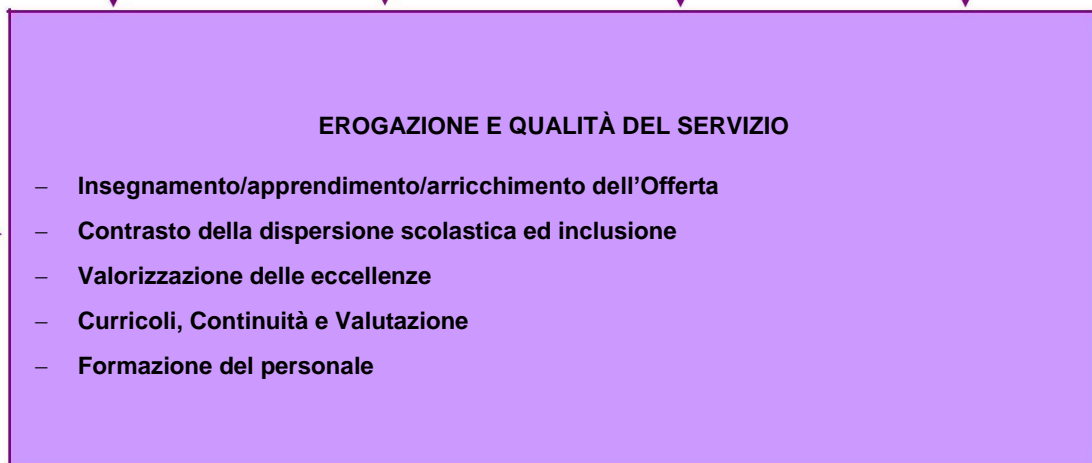 EROGAZIONE E QUALITÀ DEL SERVIZIO
– Insegnamento/apprendimento/arricchimento dell’Offerta
– Contrasto della dispersione scolastica ed inclusione
– Valorizzazione delle eccellenze
– Curricoli, Continuità e Valutazione
– Formazione del personale